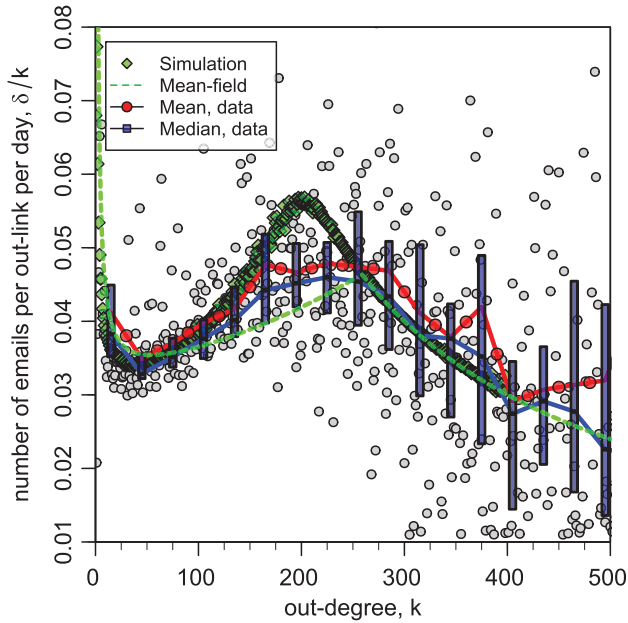 number of emails per out-link per day, δ/k
0.08
0.07
0.06
0.05
0.04
0.03
0.02
0.01
Simulation
Mean-field
Mean, data
Median, data
0 100 200 300 400 500
out-degree, k